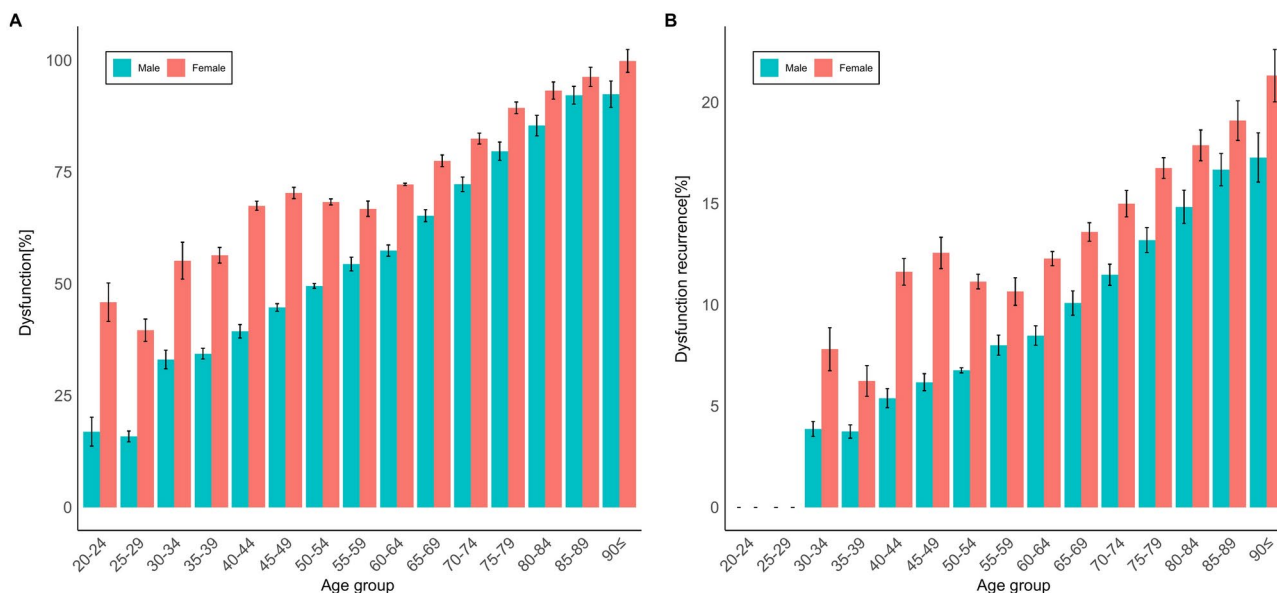 A
Dysfunction[%]
100
75
50
25
0
Male Female
20-24 25-29 30-34 35-39 40-44 45-49 50-54 55-59 60-64 65-69 70-74 75-79 80-84 85-89 90≤
Age group
B
Dysfunction recurrence[%]
20
15
10
5
0
Male Female
20-24 25-29 30-34 35-39 40-44 45-49 50-54 55-59 60-64 65-69 70-74 75-79 80-84 85-89 90≤
Age group